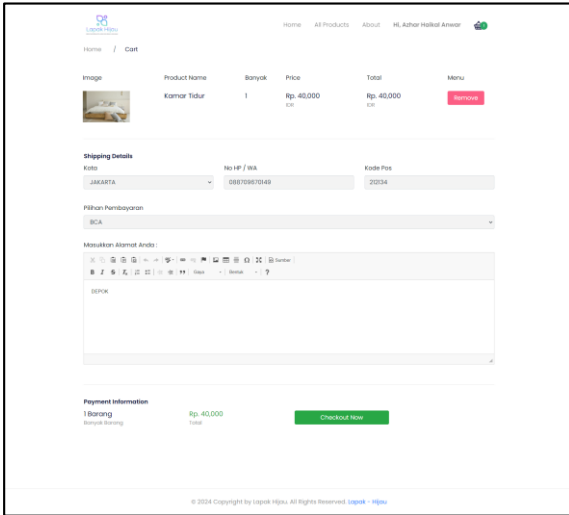 Lapak Hijau
Home All Products About Hi, Azhar Haikal Anwar
Home / Cart
Image Product Name Banyak Price Total Menu
Kamar Tidur 1 Rp. 40,000 Rp. 40,000 Remove
IDR IDR
Shipping Details
Kota No HP / WA Kode Pos
JAKARTA 088709870149 212134
Pilihan Pembayaran
BCA
Masukkan Alamat Anda :
Sumber
B I S Gaya Bentuk ?
DEPOK
Payment Information
1 Barang Rp. 40,000 Checkout Now
Banyak Barang Total
© 2024 Copyright by Lapak Hijau. All Rights Reserved. Lapak - Hijau